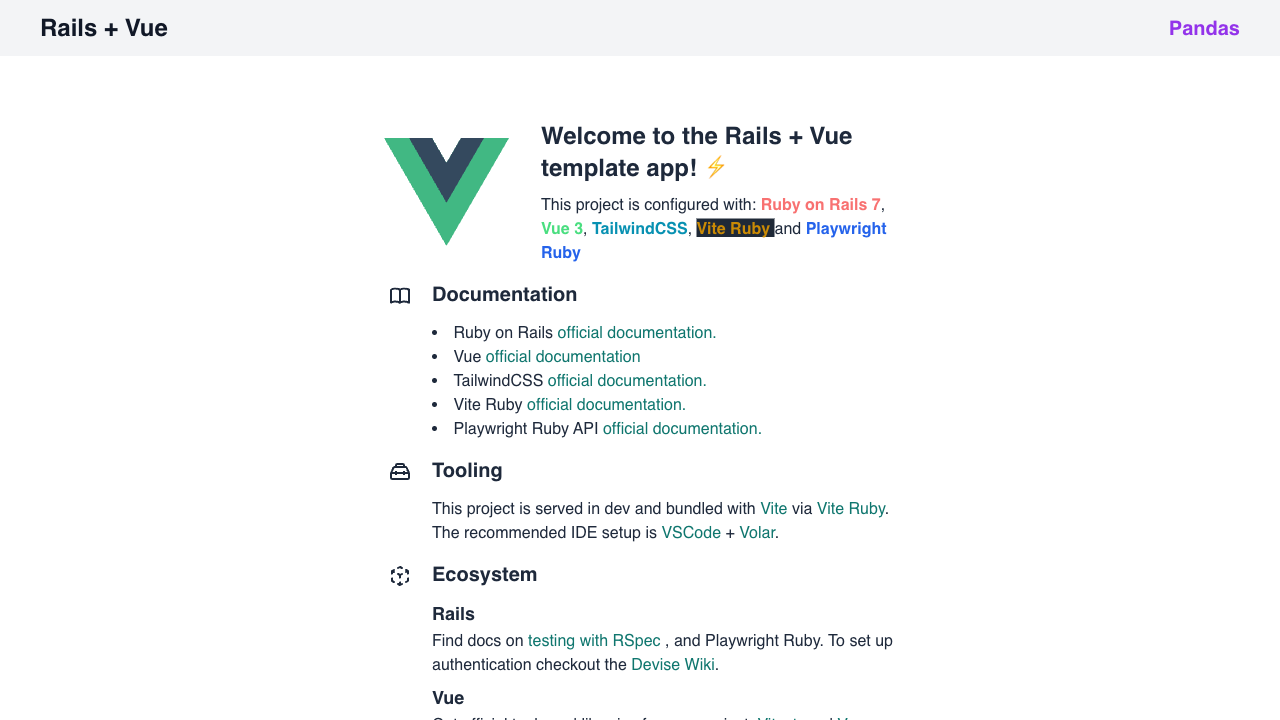 Rails + Vue
Pandas
Welcome to the Rails + Vue
template app! ⚡
This project is configured with: Ruby on Rails 7,
Vue 3, TailwindCSS, Vite Ruby and Playwright
Ruby
Documentation
• Ruby on Rails official documentation.
• Vue official documentation
• TailwindCSS official documentation.
• Vite Ruby official documentation.
• Playwright Ruby API official documentation.
Tooling
This project is served in dev and bundled with Vite via Vite Ruby.
The recommended IDE setup is VSCode + Volar.
Ecosystem
Rails
Find docs on testing with RSpec , and Playwright Ruby. To set up
authentication checkout the Devise Wiki.
Vue